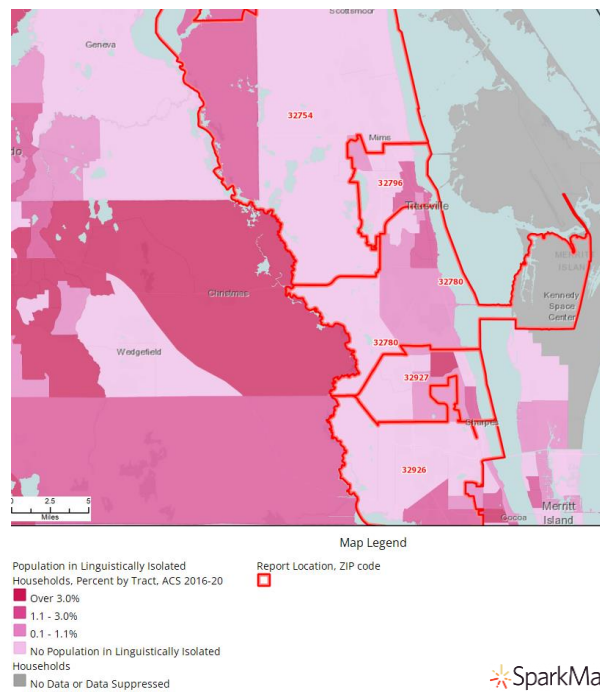 Scottsmoor
Geneva
32754
Mims
do
32796
Titusville
MERRITT
ISLAND
32780
Christmas
Kennedy
Space
Center
32780
Wedgefield
32927
Sharpes
32926
0 2.5 5
Miles
Cocoa
Merritt
Island
Map Legend
Population in Linguistically Isolated
Households, Percent by Tract, ACS 2016-20
Over 3.0%
1.1 - 3.0%
0.1 - 1.1%
No Population in Linguistically Isolated
Households
No Data or Data Suppressed
Report Location, ZIP code
SparkMa